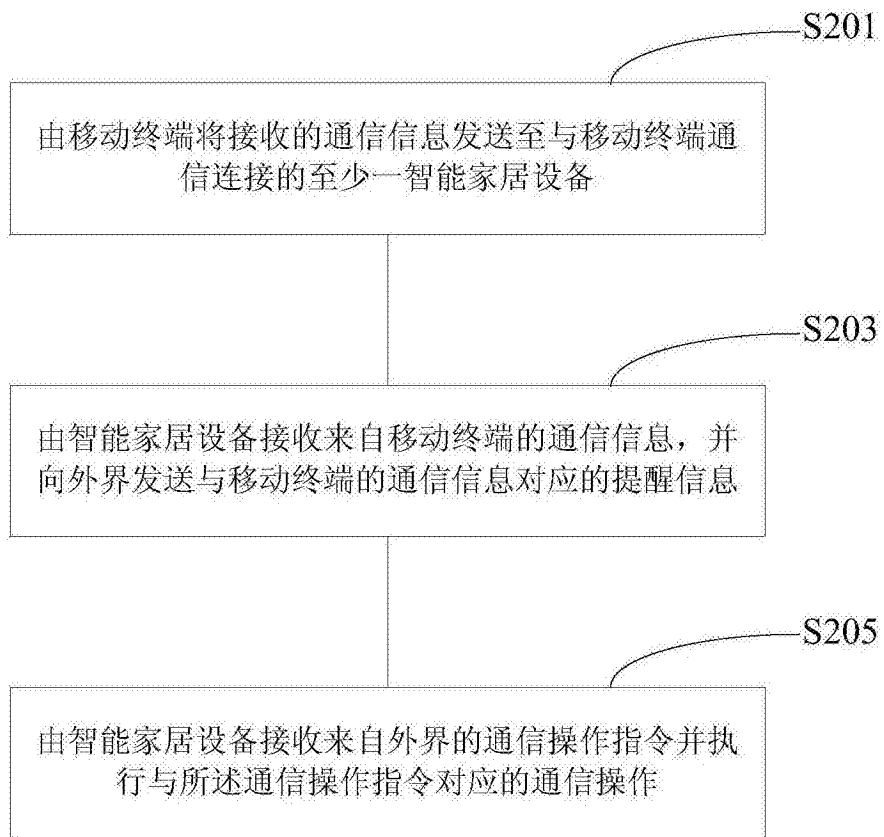 S201
由移动终端将接收的通信信息发送至与移动终端通
信连接的至少一智能家居设备
S203
由智能家居设备接收来自移动终端的通信信息，并
向外界发送与移动终端的通信信息对应的提醒信息
S205
由智能家居设备接收来自外界的通信操作指令并执
行与所述通信操作指令对应的通信操作